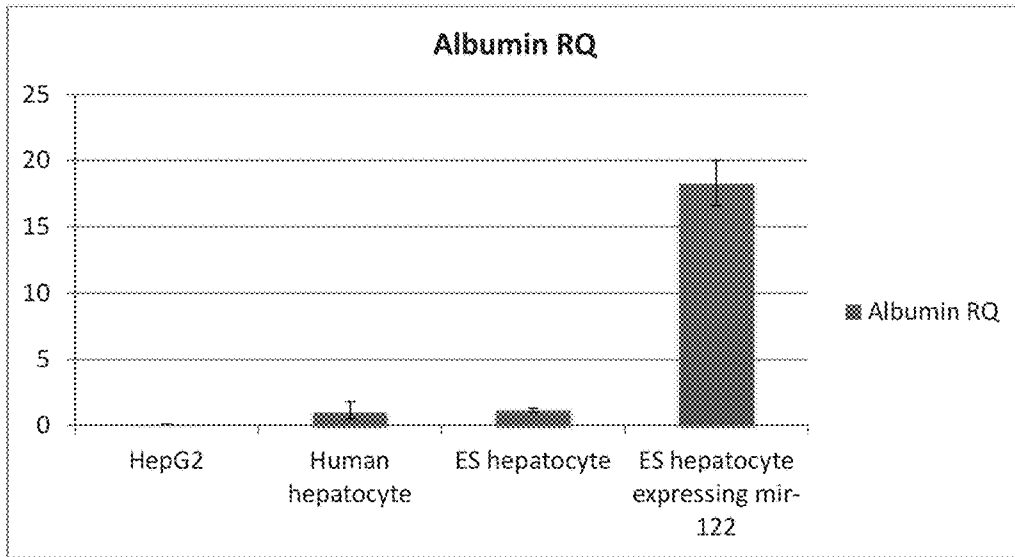 Albumin RQ
25
20
15
10
5
0
HepG2
Human
hepatocyte
ES hepatocyte
ES hepatocyte
expressing mir-
122
Albumin RQ